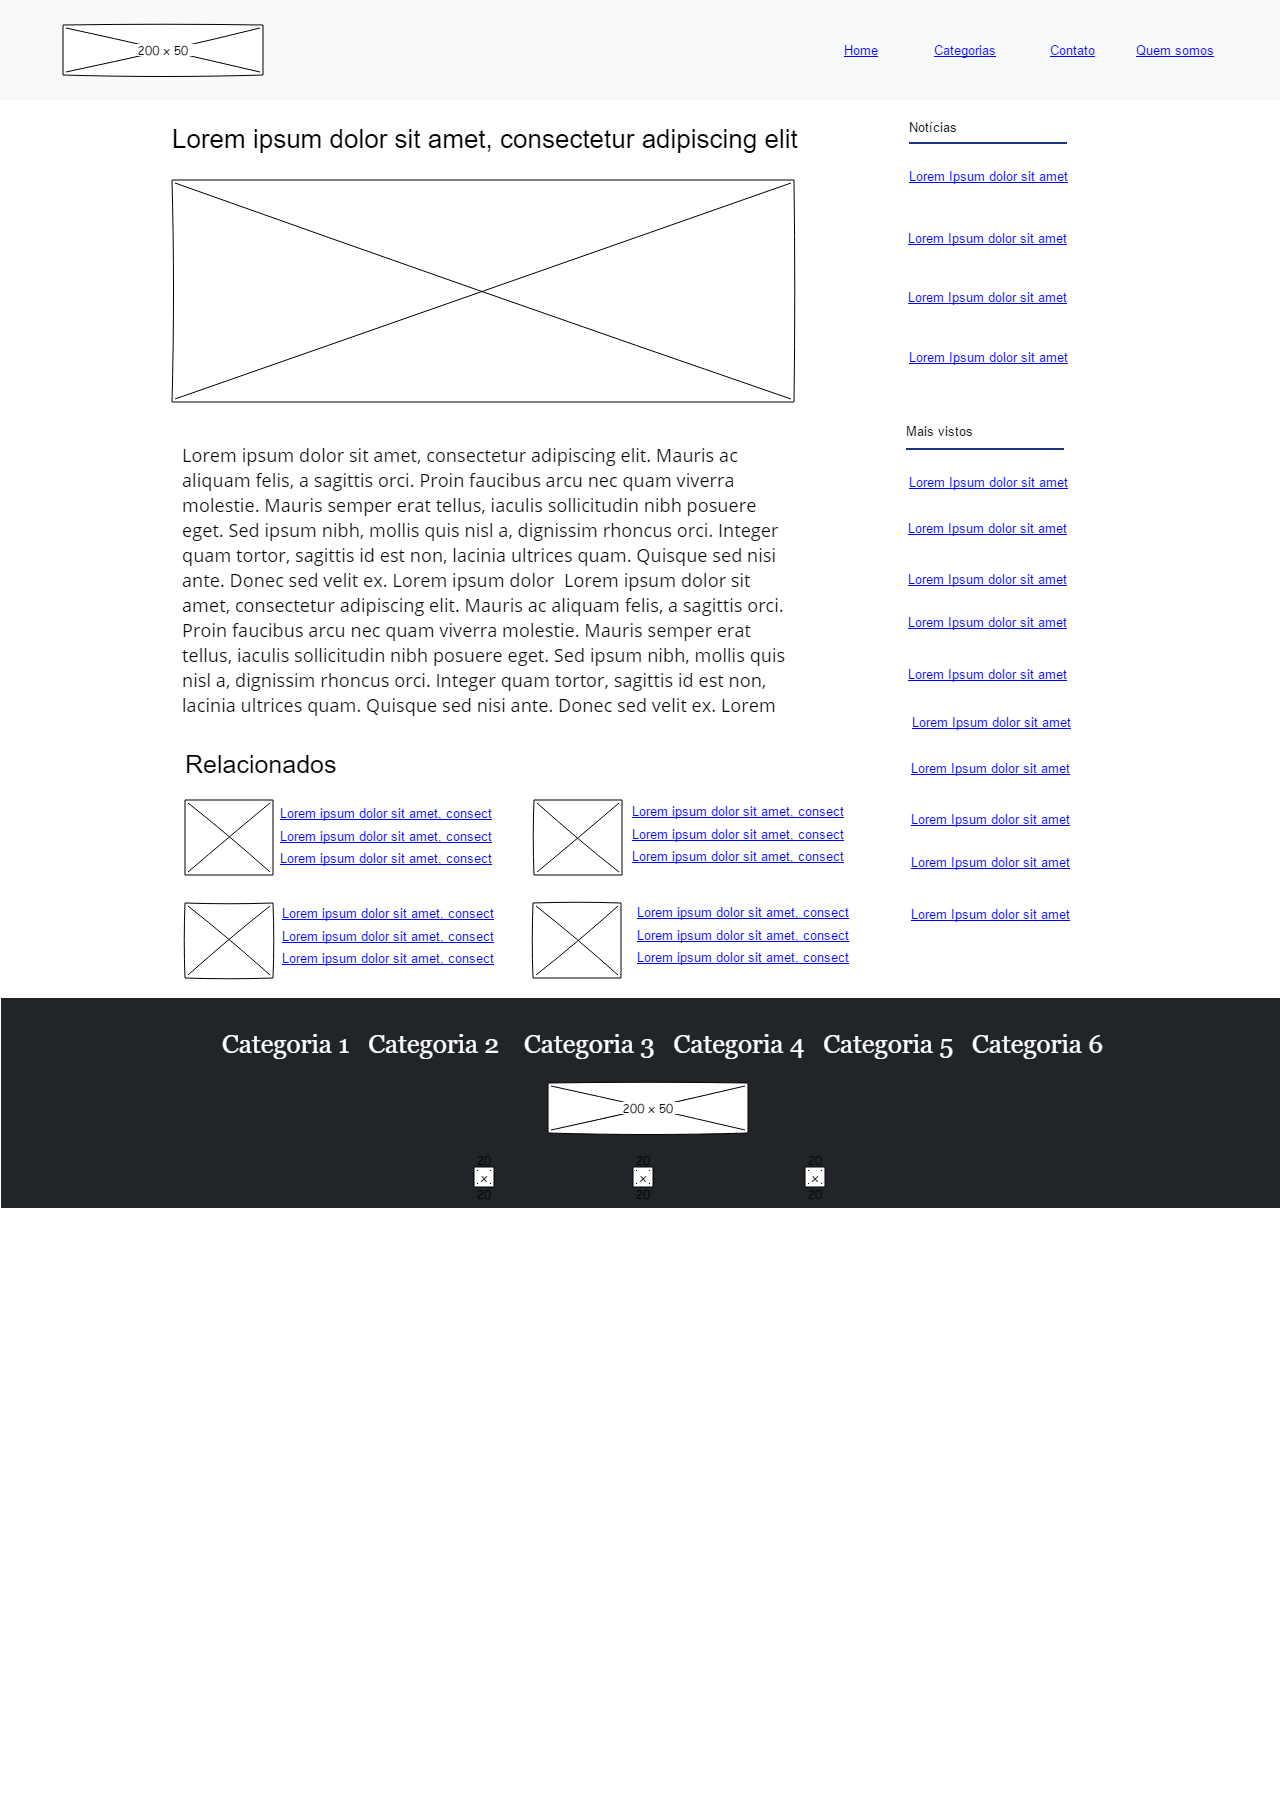 200 x 50
Home Categorias Contato Quem somos
Lorem ipsum dolor sit amet, consectetur adipiscing elit
Lorem ipsum dolor sit amet, consectetur adipiscing elit. Mauris ac
aliquam felis, a sagittis orci. Proin faucibus arcu nec quam viverra
molestie. Mauris semper erat tellus, iaculis sollicitudin nibh posuere
eget. Sed ipsum nibh, mollis quis nisl a, dignissim rhoncus orci. Integer
quam tortor, sagittis id est non, lacinia ultrices quam. Quisque sed nisi
ante. Donec sed velit ex. Lorem ipsum dolor  Lorem ipsum dolor sit
amet, consectetur adipiscing elit. Mauris ac aliquam felis, a sagittis orci.
Proin faucibus arcu nec quam viverra molestie. Mauris semper erat
tellus, iaculis sollicitudin nibh posuere eget. Sed ipsum nibh, mollis quis
nisl a, dignissim rhoncus orci. Integer quam tortor, sagittis id est non,
lacinia ultrices quam. Quisque sed nisi ante. Donec sed velit ex. Lorem
Relacionados
Lorem ipsum dolor sit amet, consect
Lorem ipsum dolor sit amet, consect
Lorem ipsum dolor sit amet, consect
Lorem ipsum dolor sit amet, consect
Lorem ipsum dolor sit amet, consect
Lorem ipsum dolor sit amet, consect
Lorem ipsum dolor sit amet, consect
Lorem ipsum dolor sit amet, consect
Lorem ipsum dolor sit amet, consect
Lorem ipsum dolor sit amet, consect
Lorem ipsum dolor sit amet, consect
Lorem ipsum dolor sit amet, consect
Notícias
Lorem Ipsum dolor sit amet
Lorem Ipsum dolor sit amet
Lorem Ipsum dolor sit amet
Lorem Ipsum dolor sit amet
Mais vistos
Lorem Ipsum dolor sit amet
Lorem Ipsum dolor sit amet
Lorem Ipsum dolor sit amet
Lorem Ipsum dolor sit amet
Lorem Ipsum dolor sit amet
Lorem Ipsum dolor sit amet
Lorem Ipsum dolor sit amet
Lorem Ipsum dolor sit amet
Lorem Ipsum dolor sit amet
Lorem Ipsum dolor sit amet
Categoria 1 Categoria 2 Categoria 3 Categoria 4 Categoria 5 Categoria 6
200 x 50
20 20 20
x x x
20 20 20